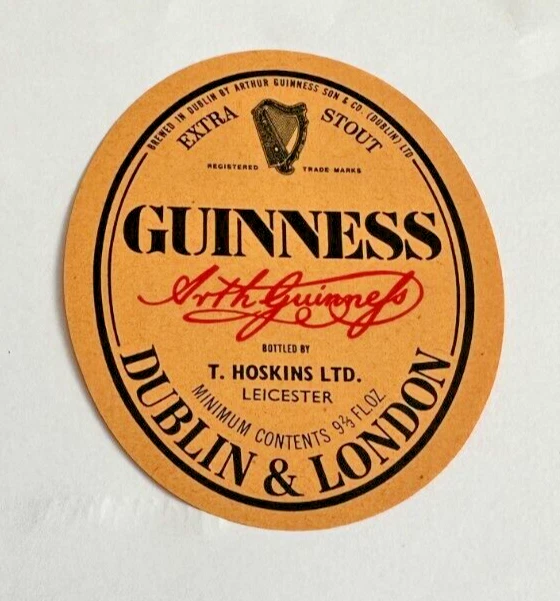 BREWED IN DUBLIN BY ARTHUR GUINNESS SON & CO. (DUBLIN) LTD
EXTRA STOUT
REGISTERED TRADE MARKS
GUINNESS
Arth Guinness
BOTTLED BY
T. HOSKINS LTD.
LEICESTER
MINIMUM CONTENTS 9⅔ FL OZ
DUBLIN & LONDON